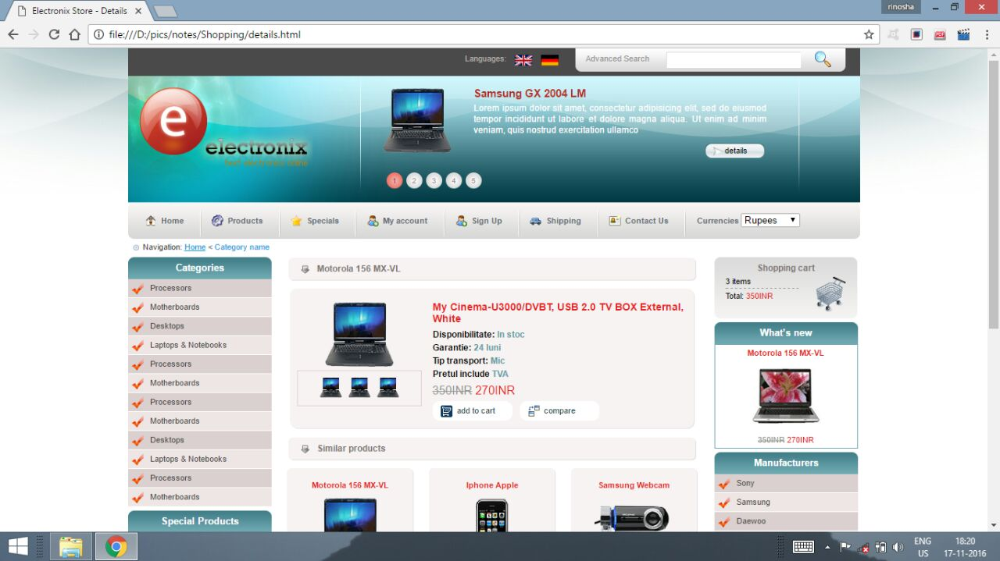 Electronix Store - Details
rinosha
file:///D:/pics/notes/Shopping/details.html
Languages:
Advanced Search
e
electronix
best electronics online
Samsung GX 2004 LM
Lorem ipsum dolor sit amet, consectetur adipisicing elit, sed do eiusmod
tempor incididunt ut labore et dolore magna aliqua. Ut enim ad minim
veniam, quis nostrud exercitation ullamco
details
1 2 3 4 5
Home Products Specials My account Sign Up Shipping Contact Us Currencies Rupees
Navigation: Home < Category name
Categories
Processors
Motherboards
Desktops
Laptops & Notebooks
Processors
Motherboards
Processors
Motherboards
Desktops
Laptops & Notebooks
Processors
Motherboards
Special Products
Motorola 156 MX-VL
My Cinema-U3000/DVBT, USB 2.0 TV BOX External,
White
Disponibilitate: In stoc
Garantie: 24 luni
Tip transport: Mic
Pretul include TVA
350INR 270INR
add to cart compare
Similar products
Motorola 156 MX-VL Iphone Apple Samsung Webcam
Shopping cart
3 items
Total: 350INR
What's new
Motorola 156 MX-VL
350INR 270INR
Manufacturers
Sony
Samsung
Daewoo
PDF
ENG
US
18:20
17-11-2016